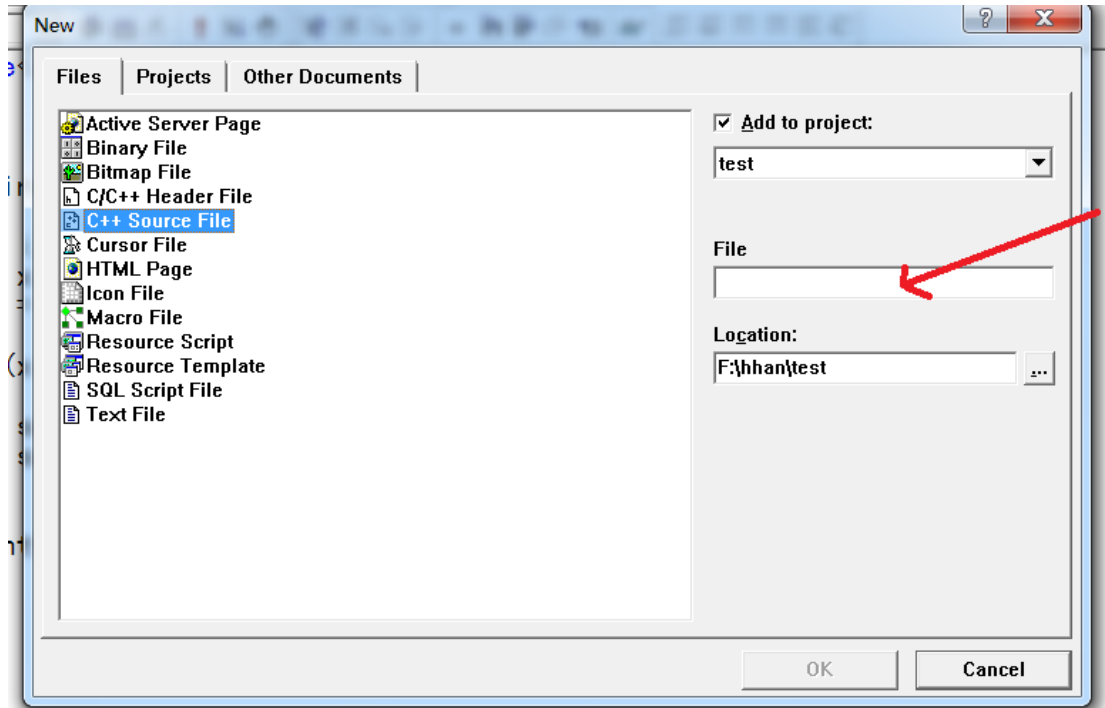 New
Files
Projects
Other Documents
Active Server Page
Binary File
Bitmap File
C/C++ Header File
C++ Source File
Cursor File
HTML Page
Icon File
Macro File
Resource Script
Resource Template
SQL Script File
Text File
Add to project:
test
File
Location:
F:\hhan\test
...
OK
Cancel